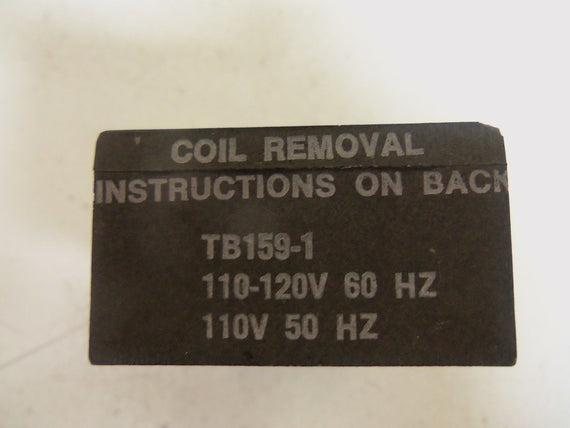 COIL REMOVAL
INSTRUCTIONS ON BACK
TB159-1
110-120V 60 HZ
110V 50 HZ